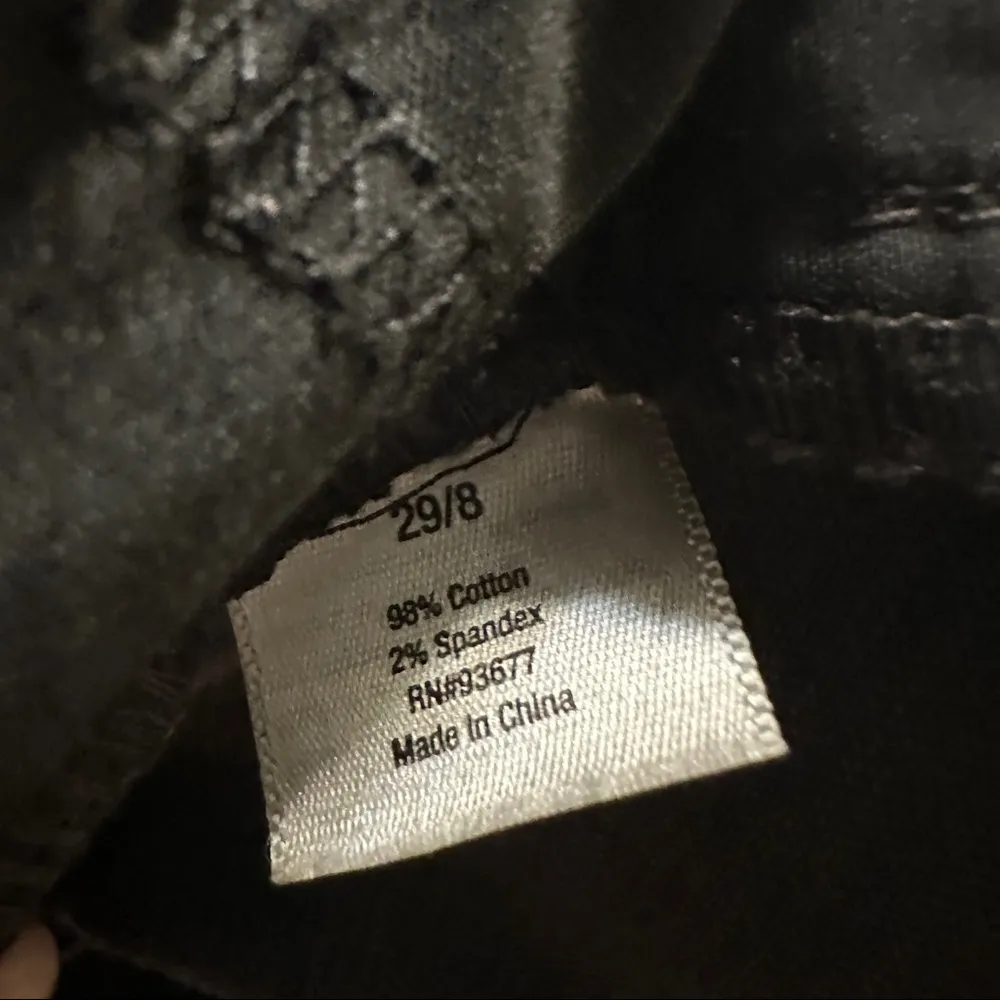 29/8
98% Cotton
2% Spandex
RN#93677
Made In China